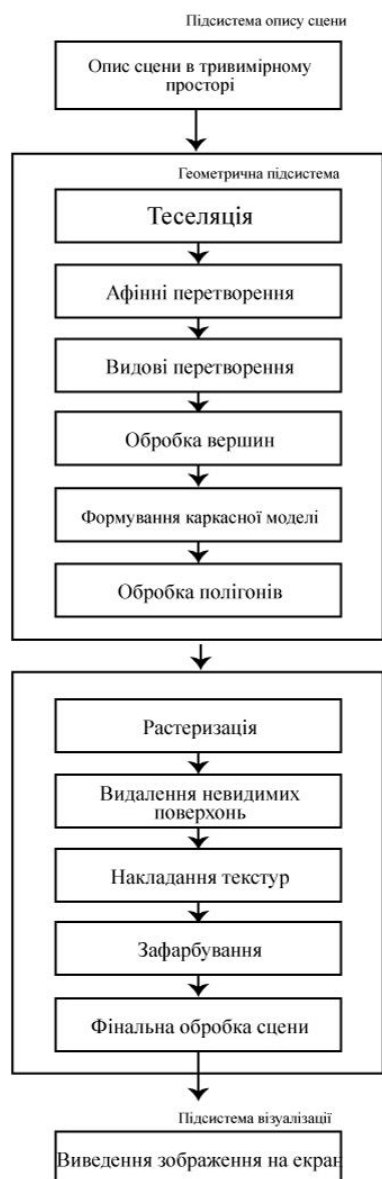 Підсистема опису сцени
Опис сцени в тривимірному
просторі
Геометрична підсистема
Теселяція
Афінні перетворення
Видові перетворення
Обробка вершин
Формування каркасної моделі
Обробка полігонів
Растеризація
Видалення невидимих
поверхонь
Накладання текстур
Зафарбування
Фінальна обробка сцени
Підсистема візуалізації
Виведення зображення на екран